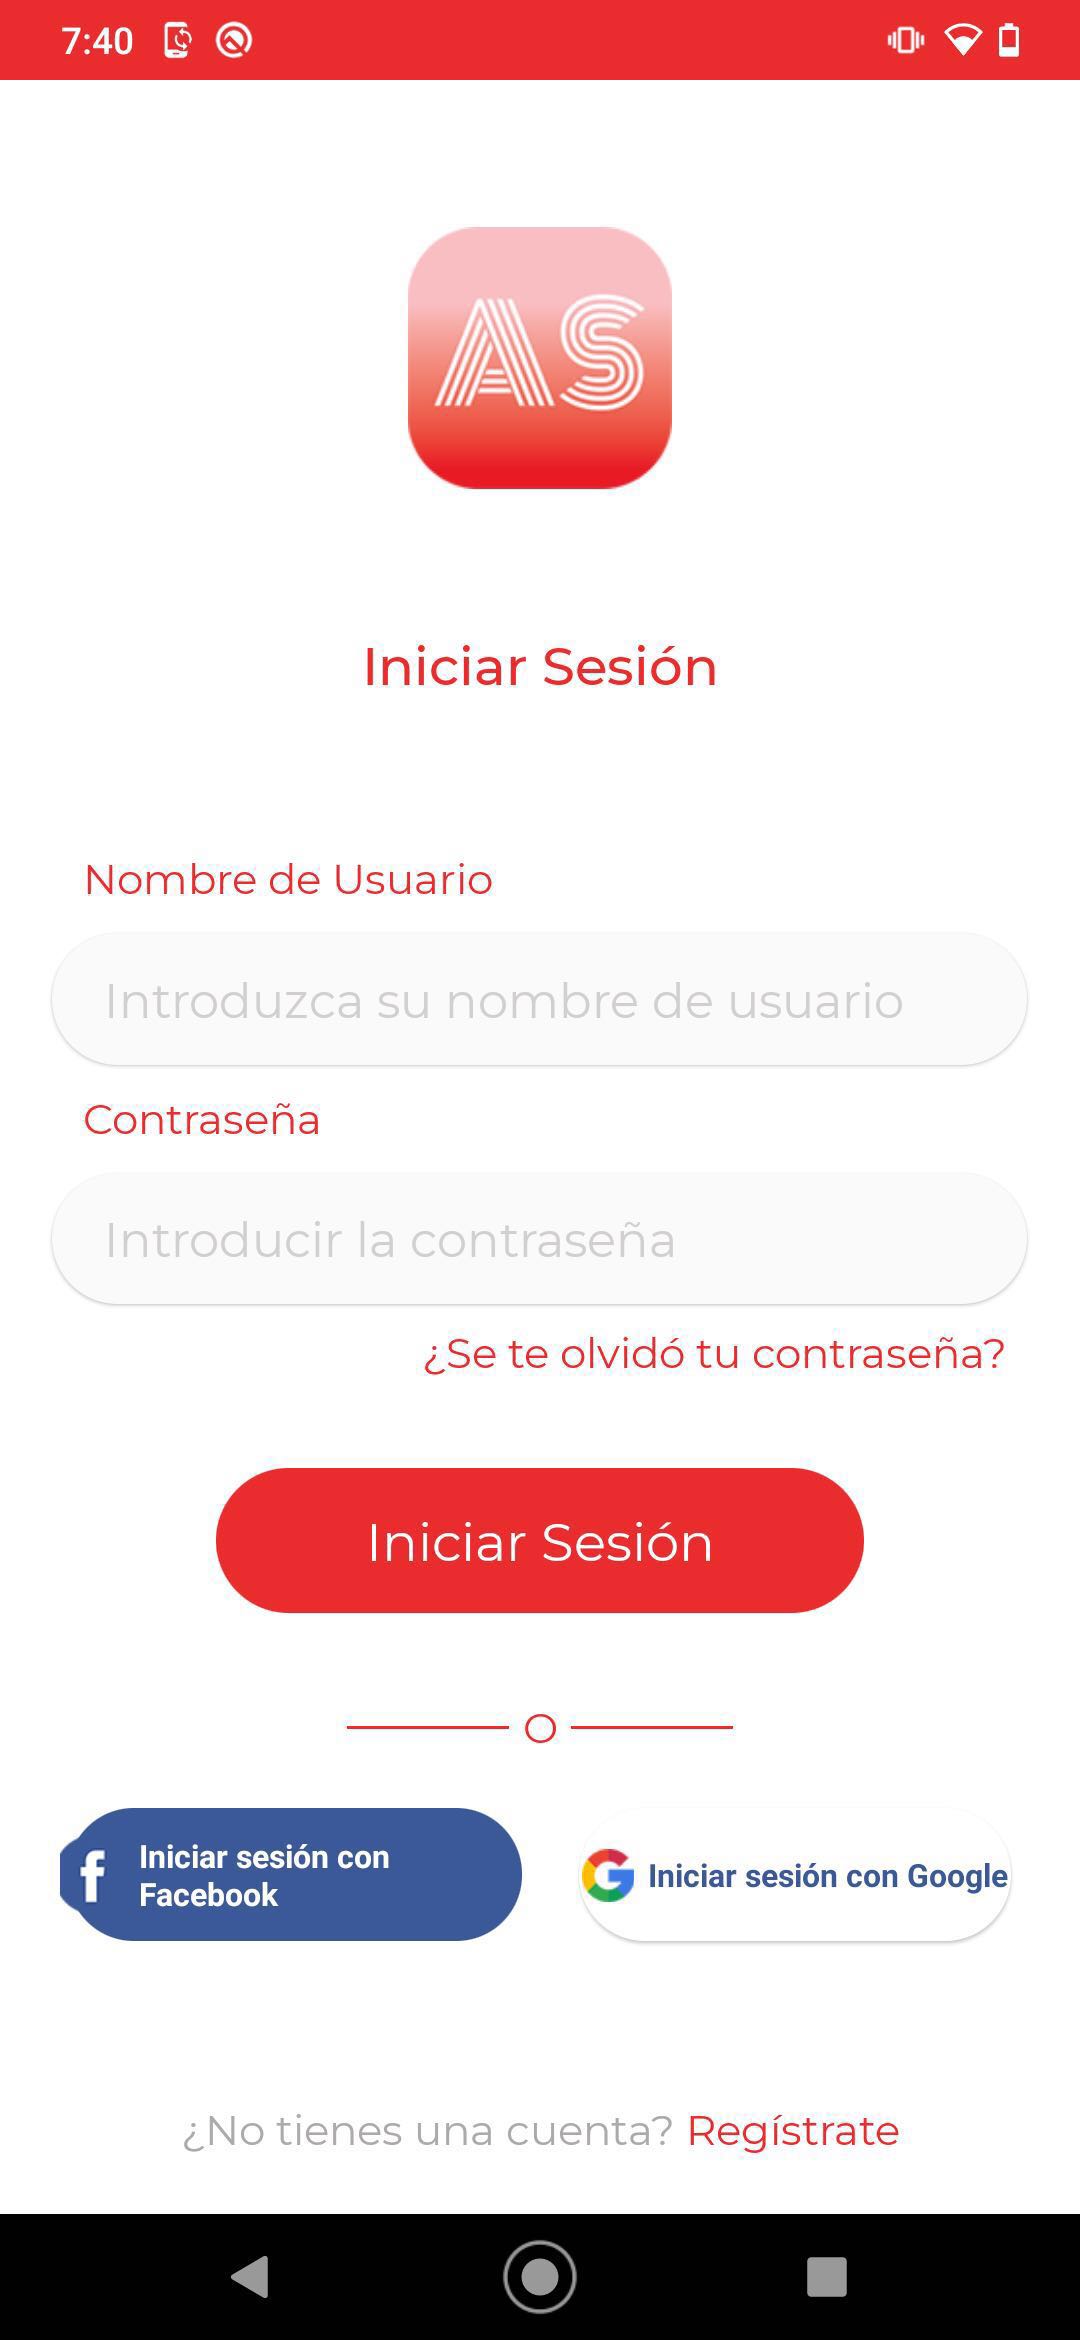 7:40
AS
Iniciar Sesión
Nombre de Usuario
Introduzca su nombre de usuario
Contraseña
Introducir la contraseña
¿Se te olvidó tu contraseña?
Iniciar Sesión
O
Iniciar sesión con
Facebook
Iniciar sesión con Google
¿No tienes una cuenta? Regístrate